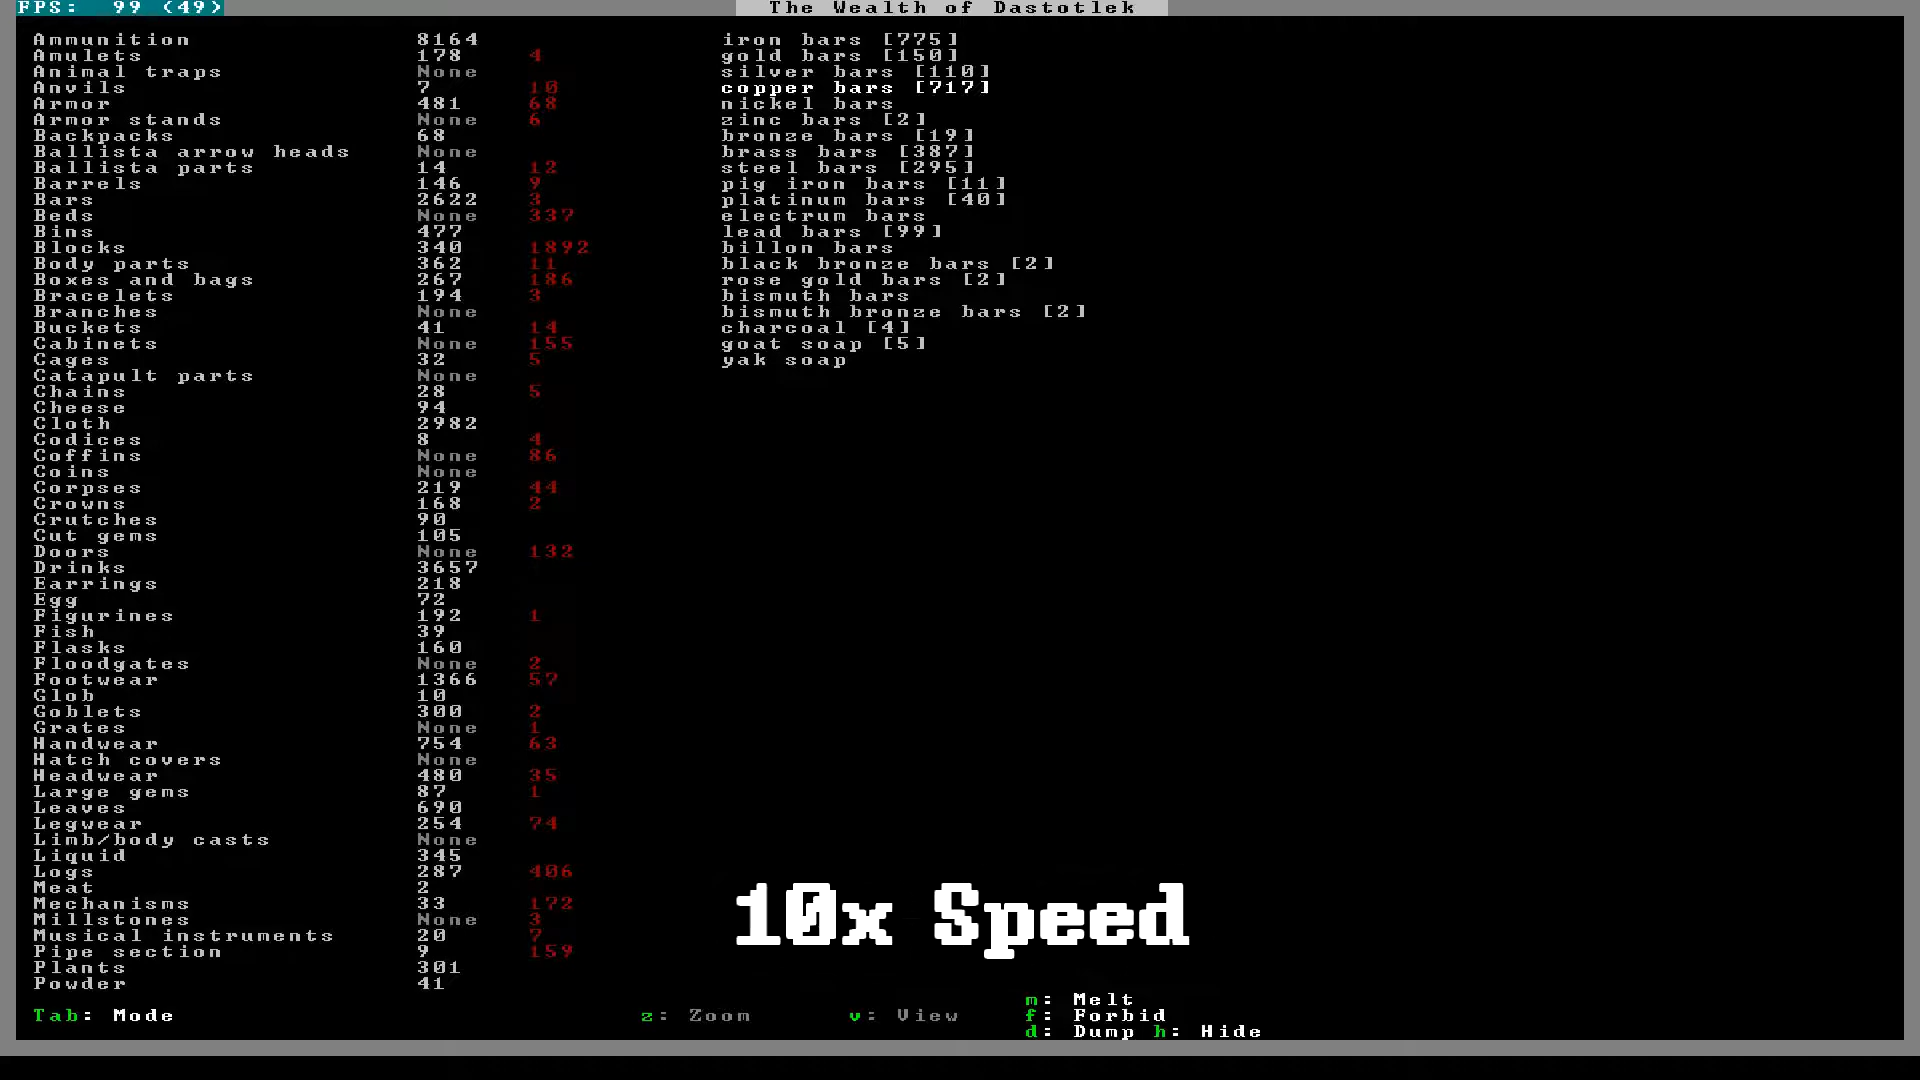 FPS:  99 (49)
The Wealth of Dastotlek
Ammunition 8164 iron bars [775]
Amulets 178 4 gold bars [150]
Animal traps None silver bars [110]
Anvils 7 10 copper bars [717]
Armor 481 68 nickel bars
Armor stands None 6 zinc bars [2]
Backpacks 68 bronze bars [19]
Ballista arrow heads None brass bars [387]
Ballista parts 14 12 steel bars [295]
Barrels 146 9 pig iron bars [11]
Bars 2622 3 platinum bars [40]
Beds None 337 electrum bars
Bins 477 lead bars [99]
Blocks 340 1892 billon bars
Body parts 362 11 black bronze bars [2]
Boxes and bags 267 186 rose gold bars [2]
Bracelets 194 3 bismuth bars
Branches None bismuth bronze bars [2]
Buckets 41 14 charcoal [4]
Cabinets None 155 goat soap [5]
Cages 32 5 yak soap
Catapult parts None
Chains 28 5
Cheese 94
Cloth 2982
Codices 8 4
Coffins None 86
Coins None
Corpses 219 44
Crowns 168 2
Crutches 90
Cut gems 105
Doors None 132
Drinks 3657
Earrings 218
Egg 72
Figurines 192 1
Fish 39
Flasks 160
Floodgates None 2
Footwear 1366 57
Glob 10
Goblets 300 2
Grates None 1
Handwear 754 63
Hatch covers None
Headwear 480 35
Large gems 87 1
Leaves 690
Legwear 254 74
Limb/body casts None
Liquid 345
Logs 287 406
Meat 2
Mechanisms 33 172
Millstones None 3
Musical instruments 20 7
Pipe section 9 159
Plants 301
Powder 41
10x Speed
m: Melt
Tab: Mode z: Zoom v: View f: Forbid
d: Dump h: Hide